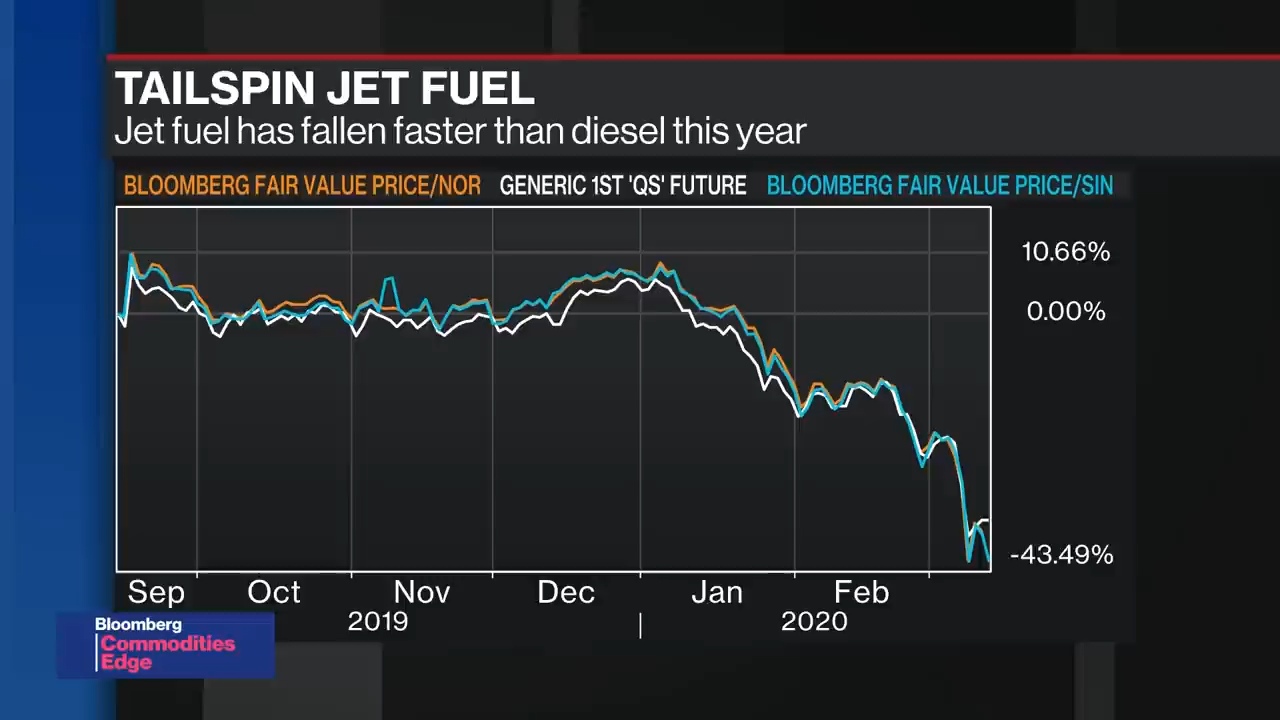 TAILSPIN JET FUEL
Jet fuel has fallen faster than diesel this year
BLOOMBERG FAIR VALUE PRICE/NOR GENERIC 1ST 'QS' FUTURE BLOOMBERG FAIR VALUE PRICE/SIN
10.66%
0.00%
-43.49%
Sep Oct Nov Dec Jan Feb
2019 2020
Bloomberg
Commodities
Edge